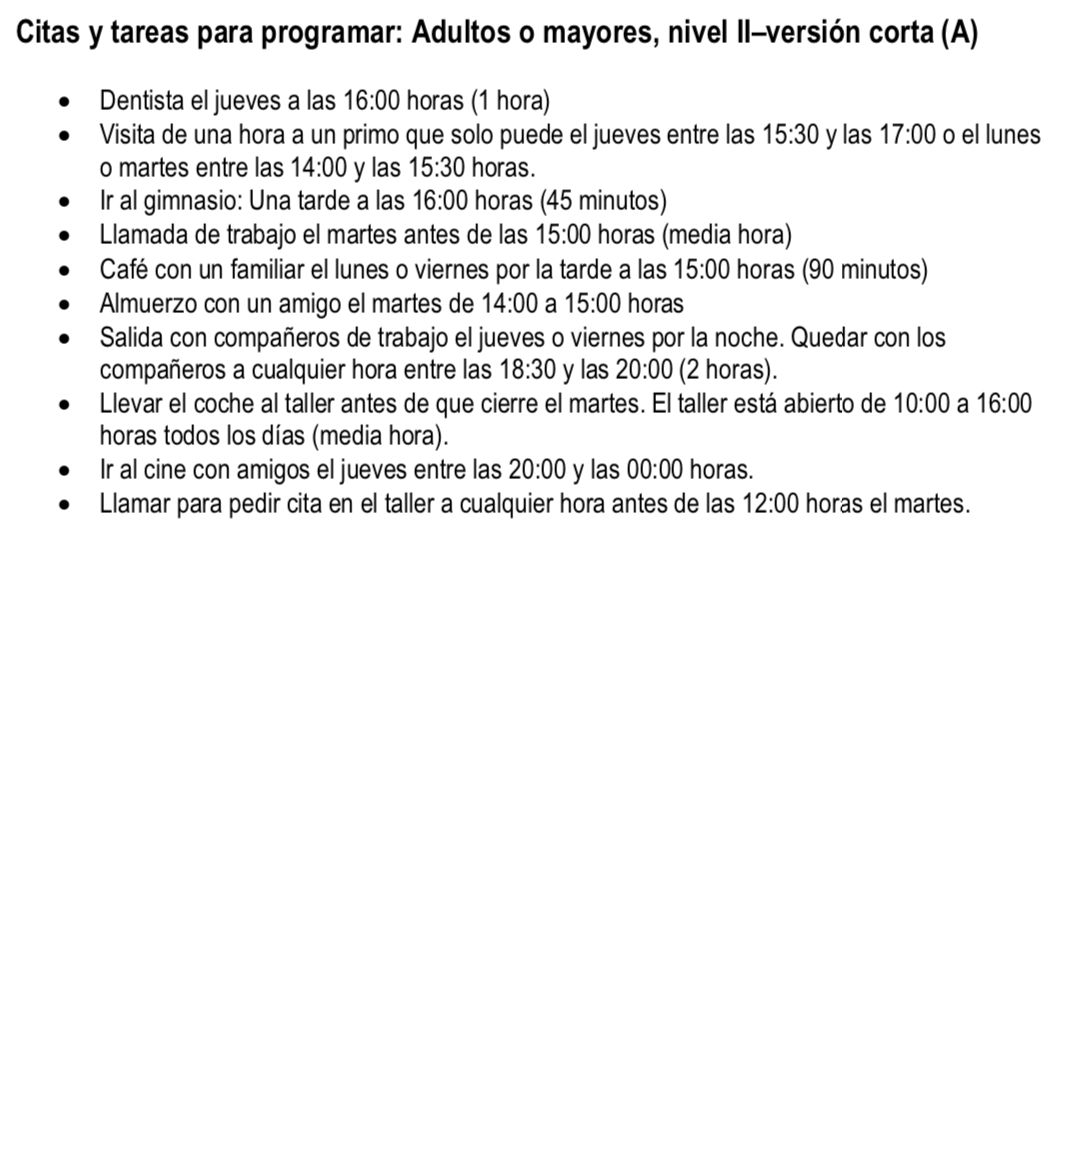 Citas y tareas para programar: Adultos o mayores, nivel II–versión corta (A)
• Dentista el jueves a las 16:00 horas (1 hora)
• Visita de una hora a un primo que solo puede el jueves entre las 15:30 y las 17:00 o el lunes
o martes entre las 14:00 y las 15:30 horas.
• Ir al gimnasio: Una tarde a las 16:00 horas (45 minutos)
• Llamada de trabajo el martes antes de las 15:00 horas (media hora)
• Café con un familiar el lunes o viernes por la tarde a las 15:00 horas (90 minutos)
• Almuerzo con un amigo el martes de 14:00 a 15:00 horas
• Salida con compañeros de trabajo el jueves o viernes por la noche. Quedar con los
compañeros a cualquier hora entre las 18:30 y las 20:00 (2 horas).
• Llevar el coche al taller antes de que cierre el martes. El taller está abierto de 10:00 a 16:00
horas todos los días (media hora).
• Ir al cine con amigos el jueves entre las 20:00 y las 00:00 horas.
• Llamar para pedir cita en el taller a cualquier hora antes de las 12:00 horas el martes.